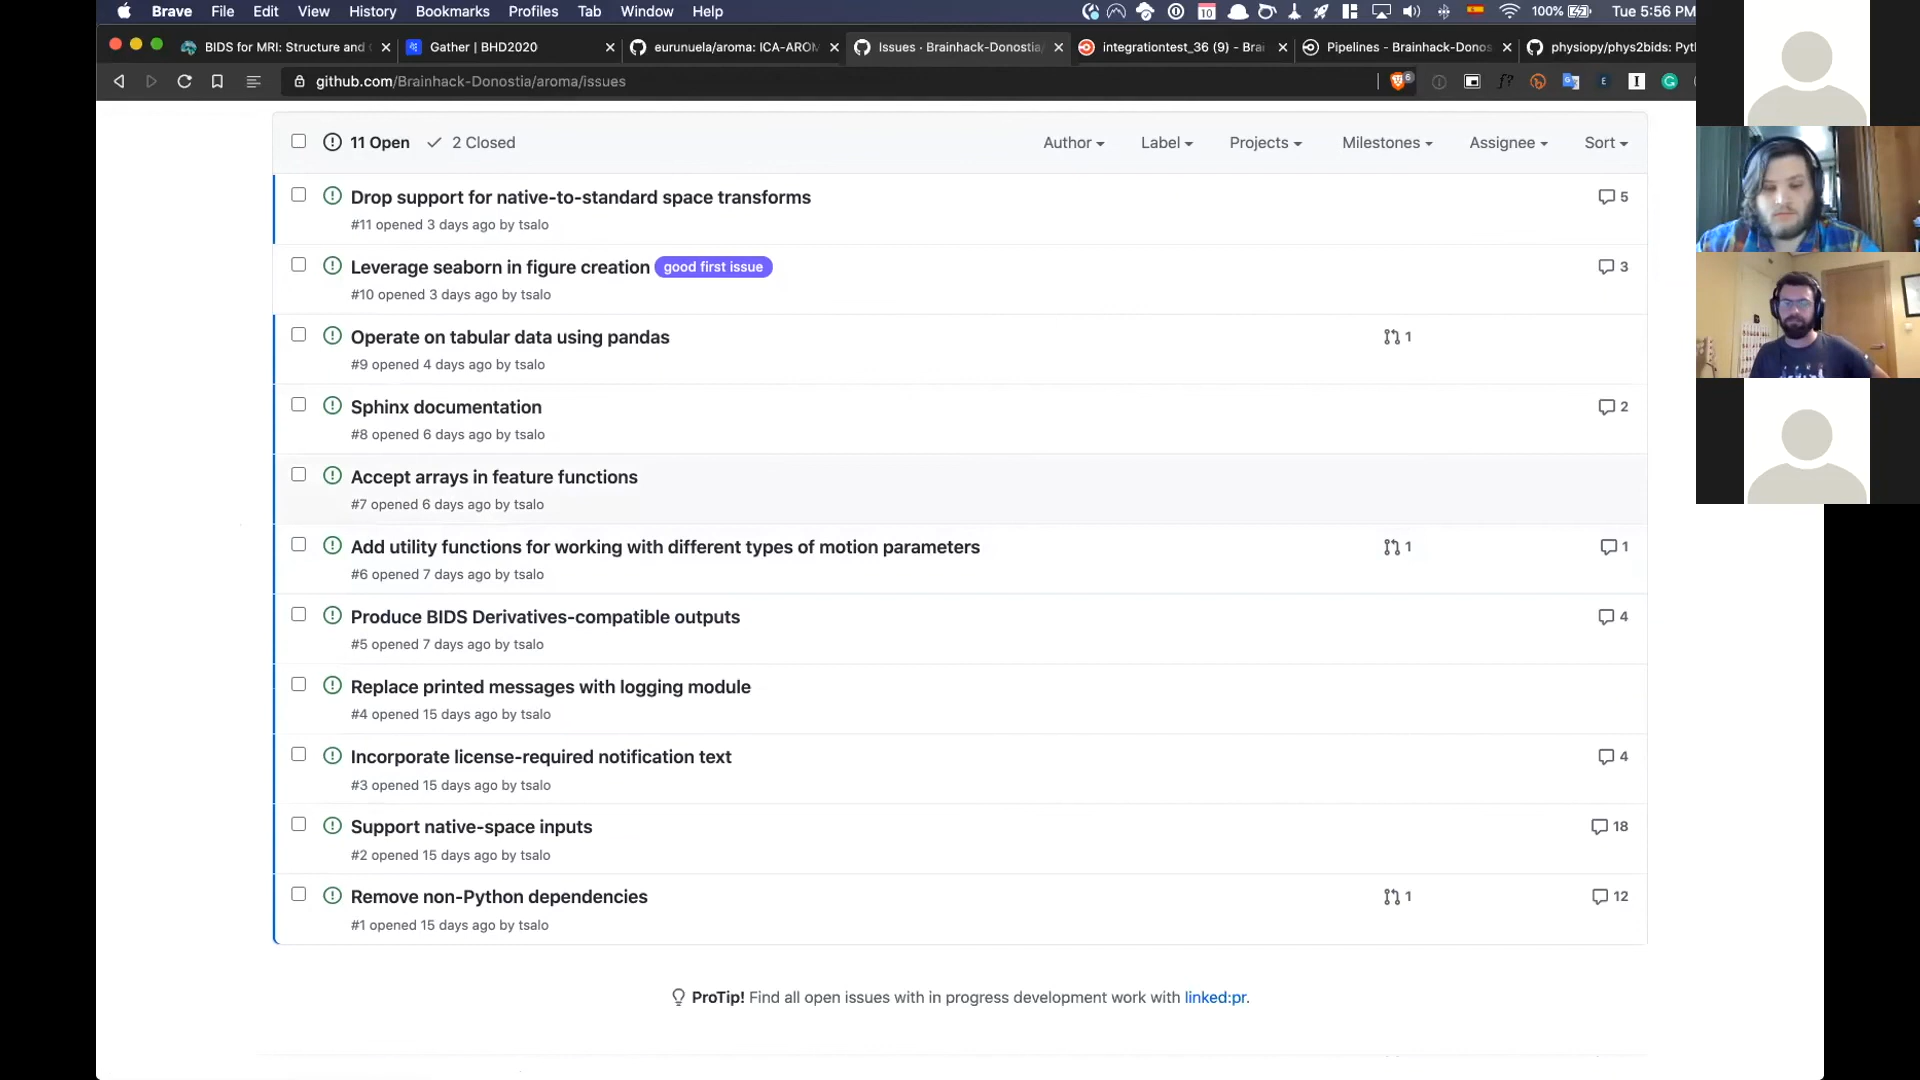 Brave File Edit View History Bookmarks Profiles Tab Window Help 10 100% Tue 5:56 PM
BIDS for MRI: Structure and Gather | BHD2020 eurunuela/aroma: ICA-AROM Issues · Brainhack-Donostia/ integrationtest_36 (9) - Brai Pipelines - Brainhack-Donos physiopy/phys2bids: Pyt
github.com/Brainhack-Donostia/aroma/issues 6
11 Open 2 Closed Author Label Projects Milestones Assignee Sort
Drop support for native-to-standard space transforms 5
#11 opened 3 days ago by tsalo
Leverage seaborn in figure creation good first issue 3
#10 opened 3 days ago by tsalo
Operate on tabular data using pandas 1
#9 opened 4 days ago by tsalo
Sphinx documentation 2
#8 opened 6 days ago by tsalo
Accept arrays in feature functions
#7 opened 6 days ago by tsalo
Add utility functions for working with different types of motion parameters 1 1
#6 opened 7 days ago by tsalo
Produce BIDS Derivatives-compatible outputs 4
#5 opened 7 days ago by tsalo
Replace printed messages with logging module
#4 opened 15 days ago by tsalo
Incorporate license-required notification text 4
#3 opened 15 days ago by tsalo
Support native-space inputs 18
#2 opened 15 days ago by tsalo
Remove non-Python dependencies 1 12
#1 opened 15 days ago by tsalo
ProTip! Find all open issues with in progress development work with linked:pr.